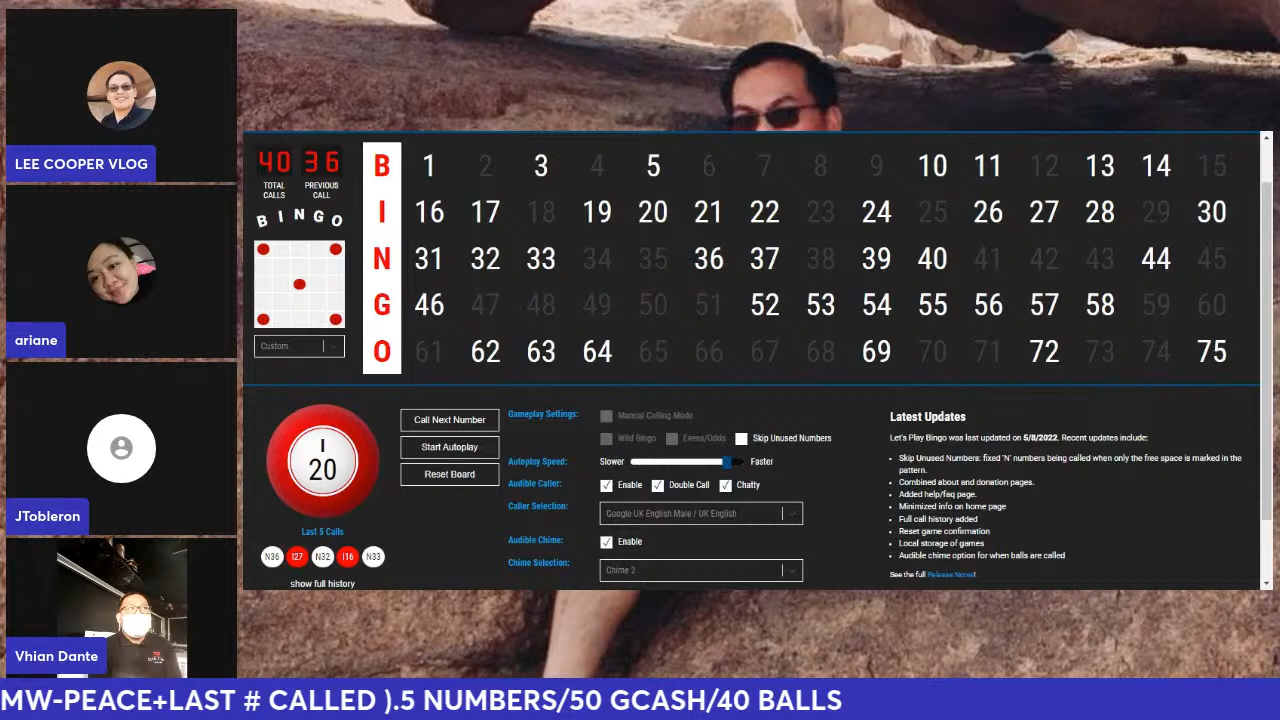 LEE COOPER VLOG
ariane
JTobleron
Vhian Dante
40 36
TOTAL CALLS PREVIOUS CALL
B I N G O
Custom
B 1 2 3 4 5 6 7 8 9 10 11 12 13 14 15
I 16 17 18 19 20 21 22 23 24 25 26 27 28 29 30
N 31 32 33 34 35 36 37 38 39 40 41 42 43 44 45
G 46 47 48 49 50 51 52 53 54 55 56 57 58 59 60
O 61 62 63 64 65 66 67 68 69 70 71 72 73 74 75
I
20
Last 5 Calls
N36 I27 N32 I16 N33
show full history
Call Next Number
Start Autoplay
Reset Board
Gameplay Settings: Manual Calling Mode
Wild Bingo Evens/Odds Skip Unused Numbers
Autoplay Speed: Slower Faster
Audible Caller: Enable Double Call Chatty
Caller Selection: Google UK English Male / UK English
Audible Chime: Enable
Chime Selection: Chime 2
Latest Updates
Let's Play Bingo was last updated on 5/8/2022. Recent updates include:
Skip Unused Numbers: fixed 'N' numbers being called when only the free space is marked in the
pattern.
Combined about and donation pages.
Added help/faq page.
Minimized info on home page
Full call history added
Reset game confirmation
Local storage of games
Audible chime option for when balls are called
See the full Release Notes!
MW-PEACE+LAST # CALLED ).5 NUMBERS/50 GCASH/40 BALLS